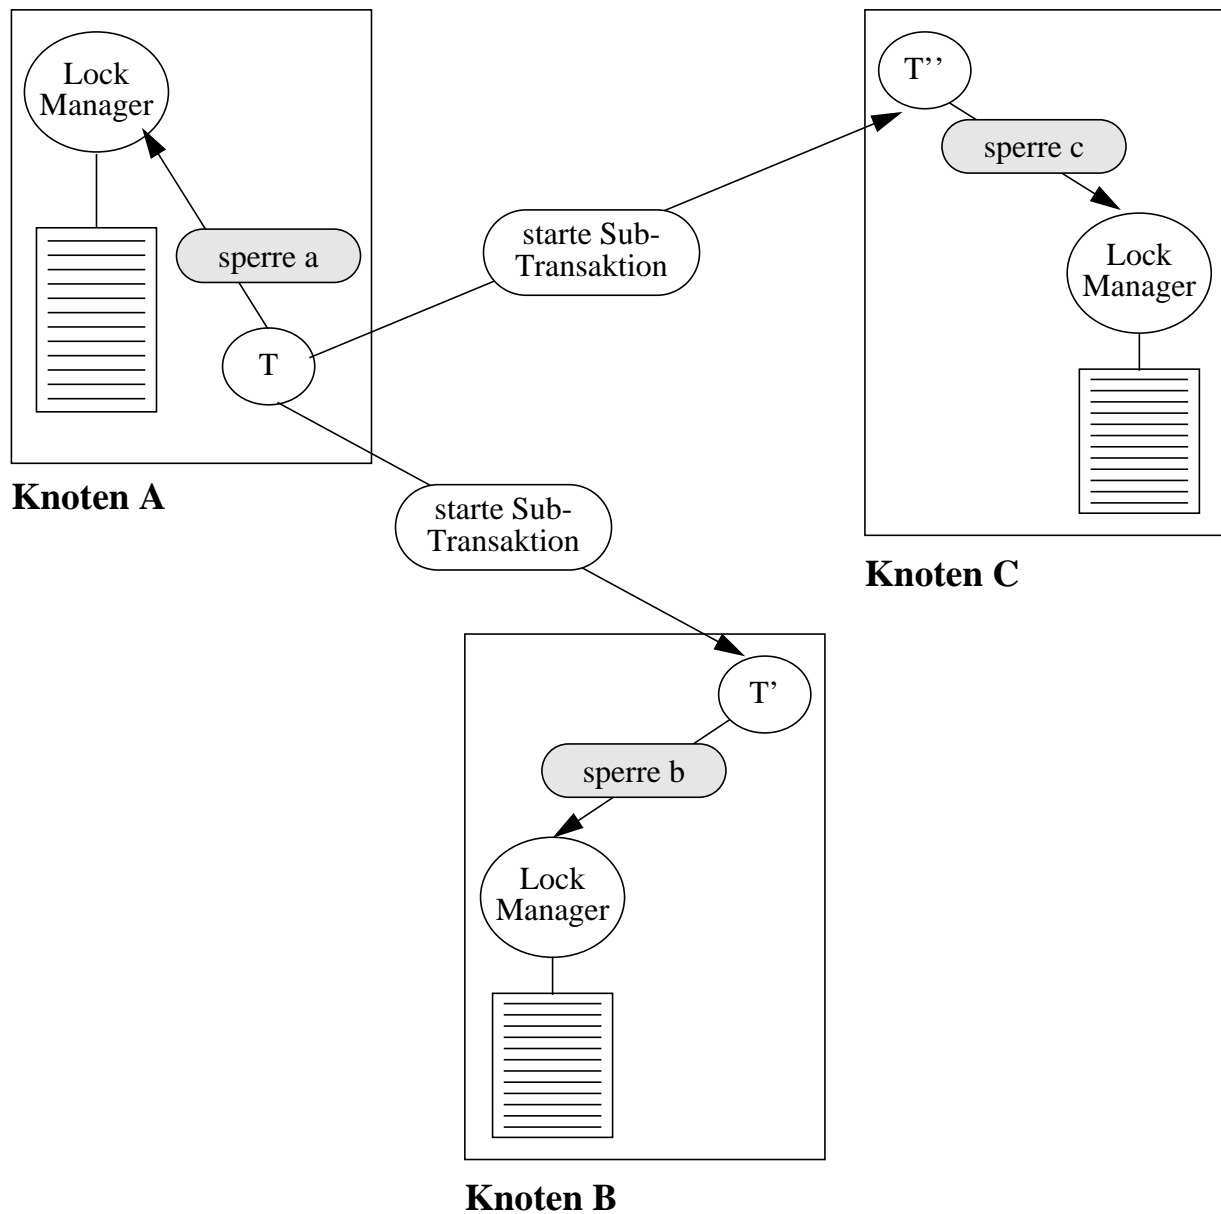 Lock
Manager
sperre a
T
Knoten A
starte Sub-
Transaktion
T’’
sperre c
Lock
Manager
Knoten C
starte Sub-
Transaktion
T’
sperre b
Lock
Manager
Knoten B